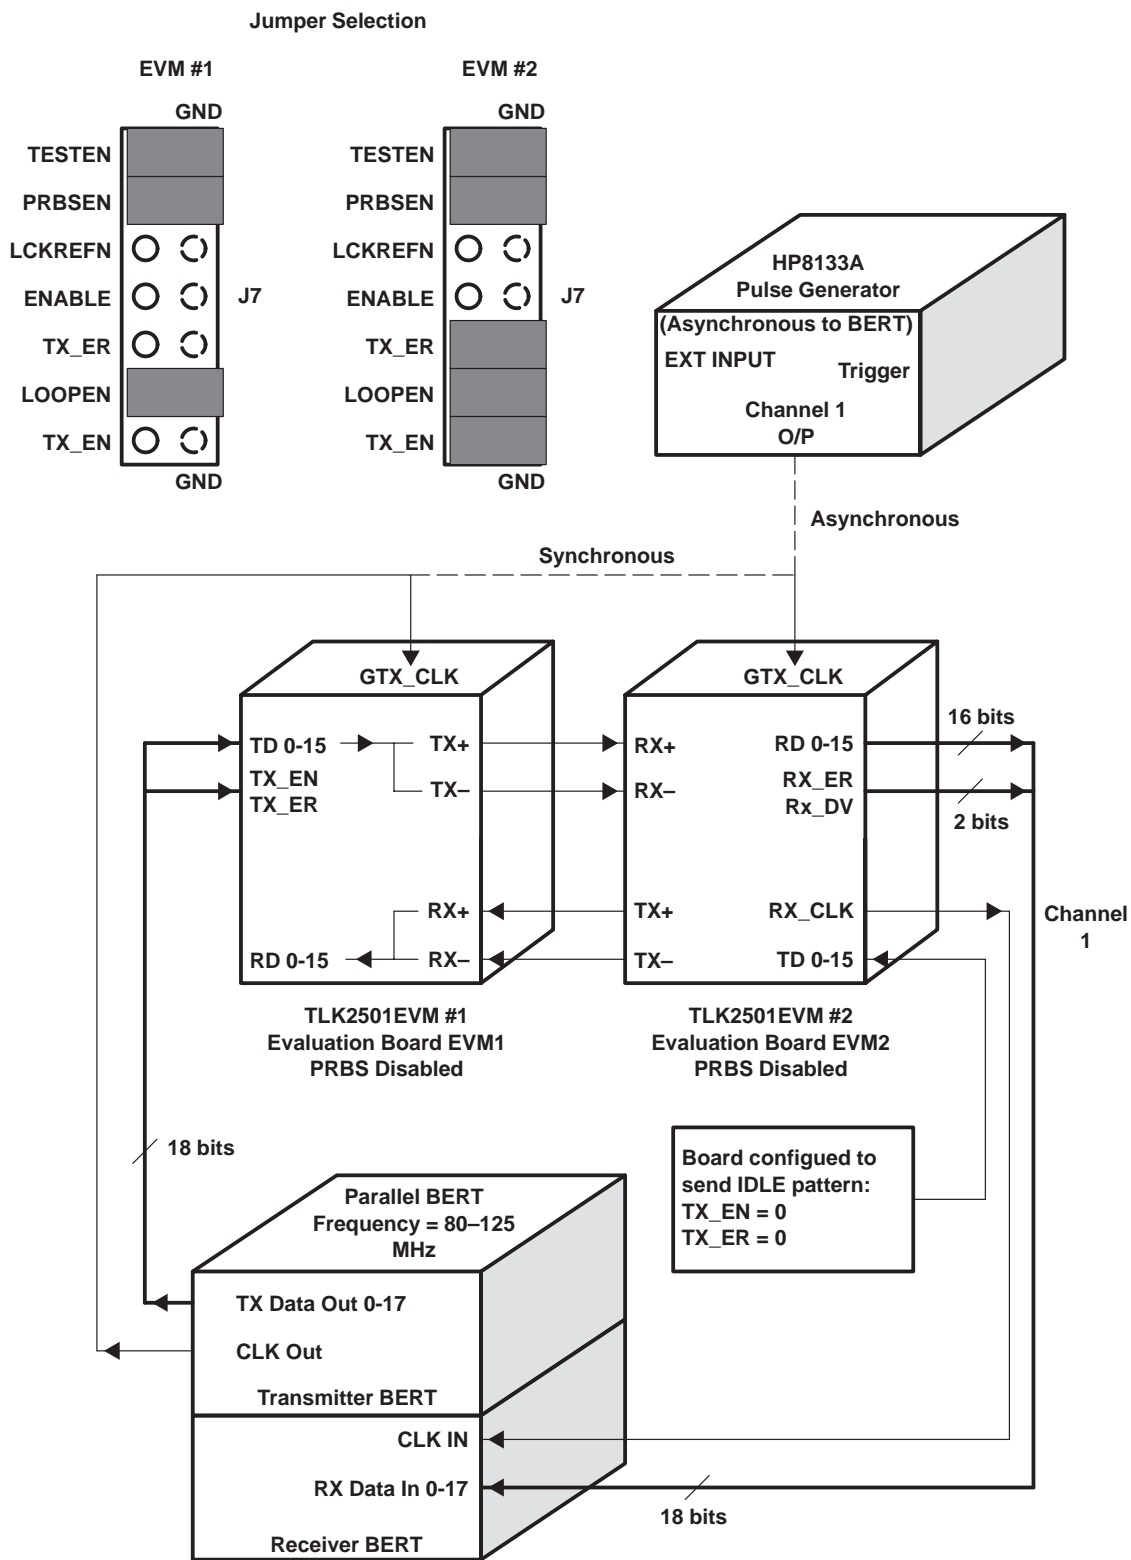 Jumper Selection
EVM #1
GND
TESTEN
PRBSEN
LCKREFN
ENABLE
TX_ER
LOOPEN
TX_EN
GND
J7
EVM #2
GND
TESTEN
PRBSEN
LCKREFN
ENABLE
TX_ER
LOOPEN
TX_EN
GND
J7
HP8133A
Pulse Generator
(Asynchronous to BERT)
EXT INPUT
Trigger
Channel 1
O/P
Asynchronous
Synchronous
GTX_CLK
TD 0-15
TX+
TX_EN
TX_ER
TX–
RX+
RD 0-15
RX–
TLK2501EVM #1
Evaluation Board EVM1
PRBS Disabled
GTX_CLK
RX+
RD 0-15
RX–
RX_ER
Rx_DV
TX+
RX_CLK
TX–
TD 0-15
TLK2501EVM #2
Evaluation Board EVM2
PRBS Disabled
16 bits
2 bits
Channel
1
18 bits
Board configued to
send IDLE pattern:
TX_EN = 0
TX_ER = 0
Parallel BERT
Frequency = 80–125
MHz
TX Data Out 0-17
CLK Out
Transmitter BERT
CLK IN
RX Data In 0-17
Receiver BERT
18 bits